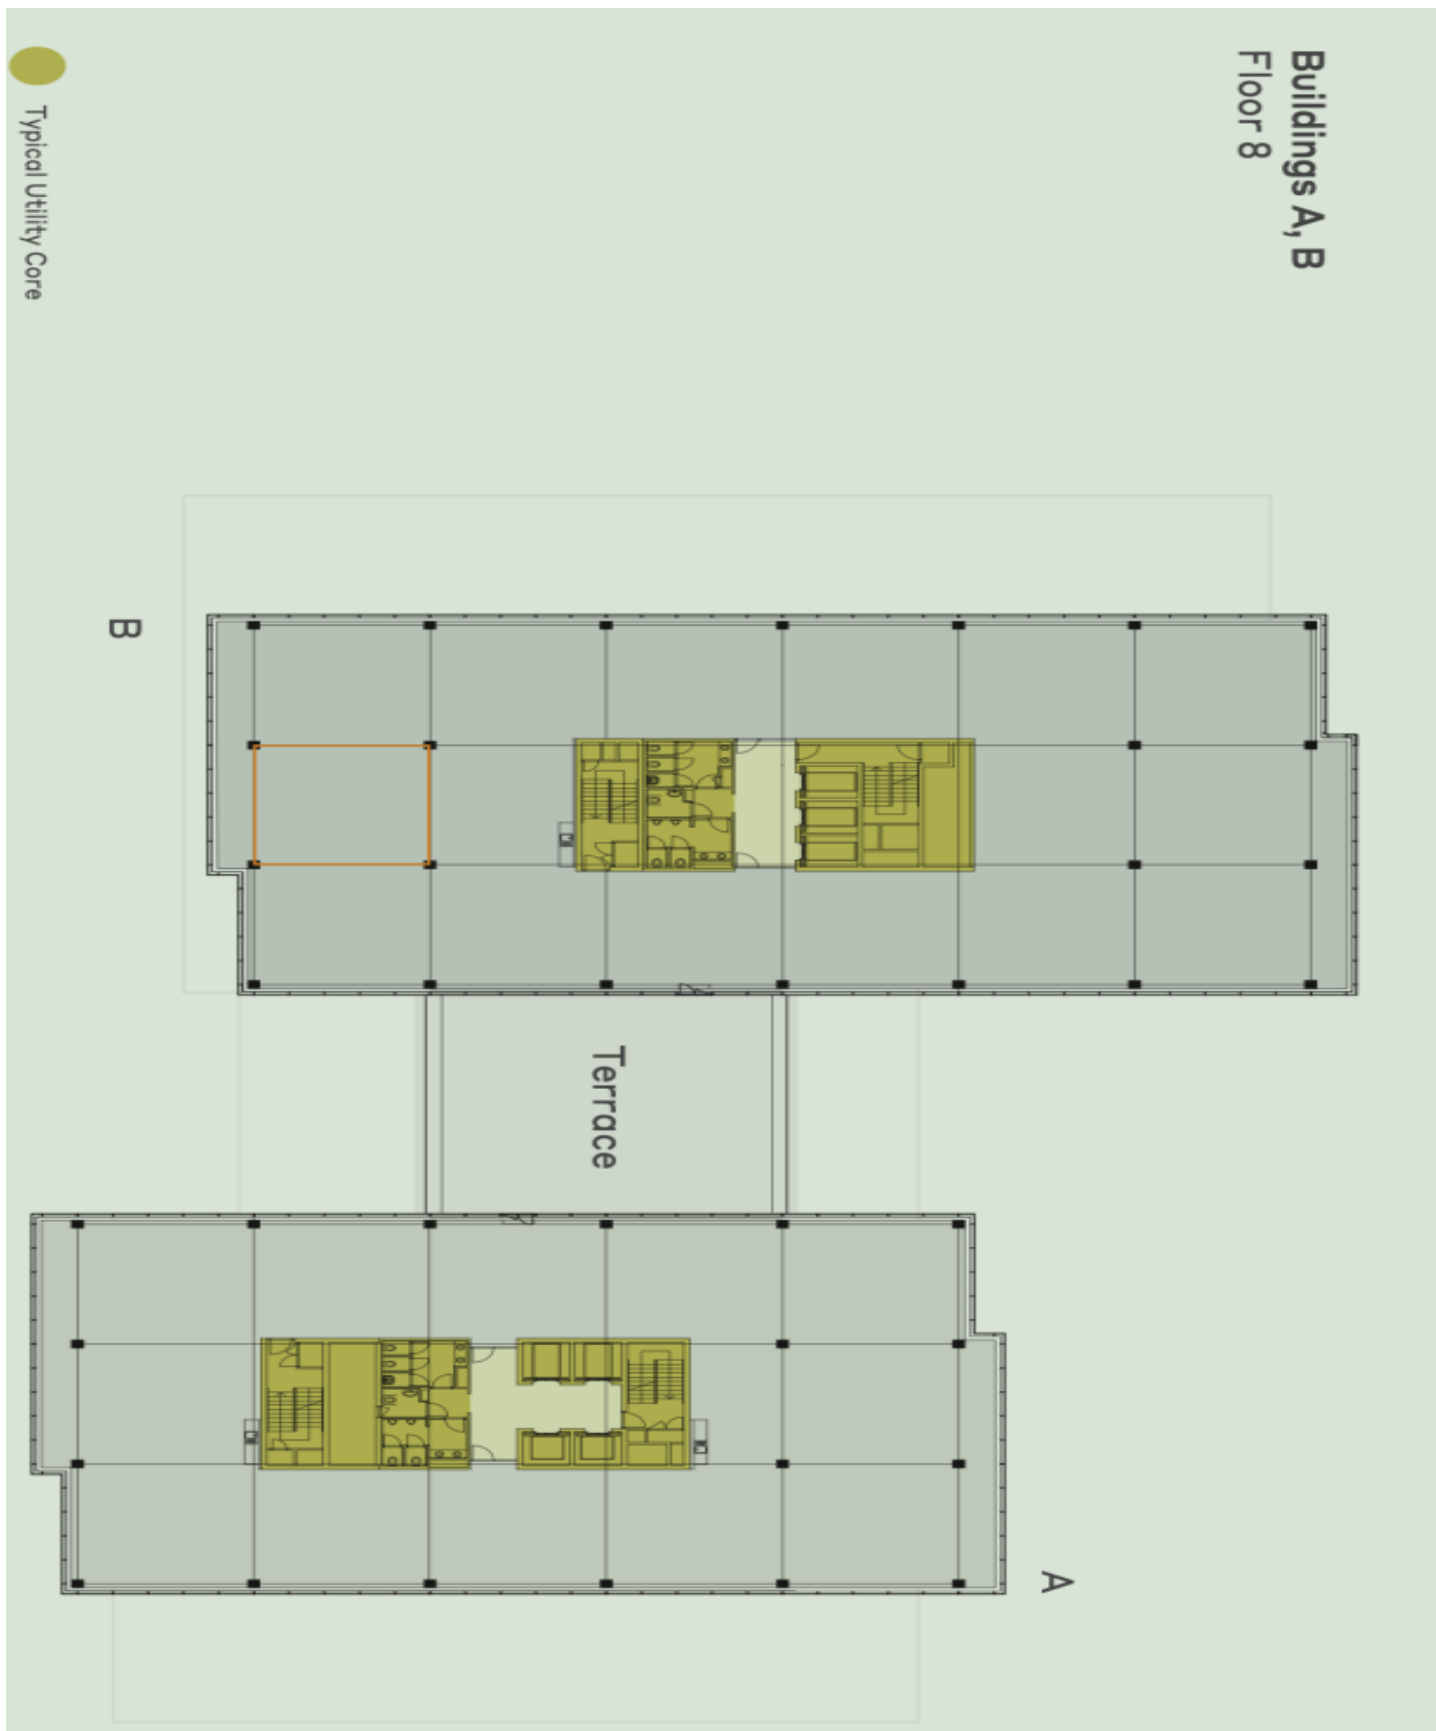 Buildings A, B
Floor 8
B
Terrace
A
Typical Utility Core